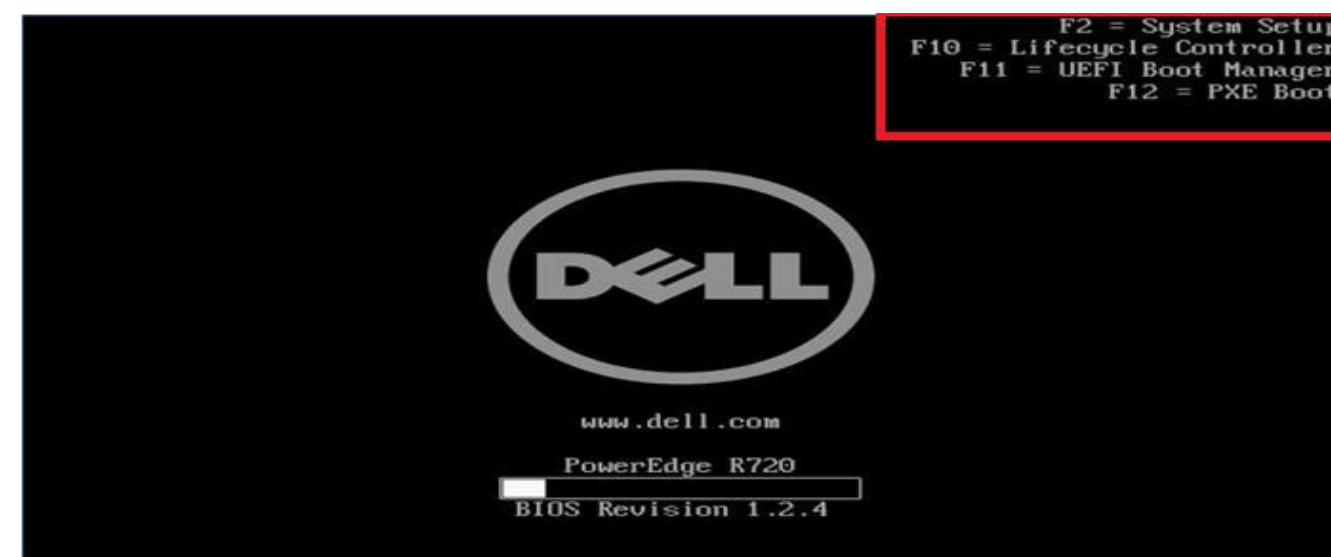 F2 = System Setup
F10 = Lifecycle Controller
F11 = UEFI Boot Manager
F12 = PXE Boot
DELL
www.dell.com
PowerEdge R720
BIOS Revision 1.2.4